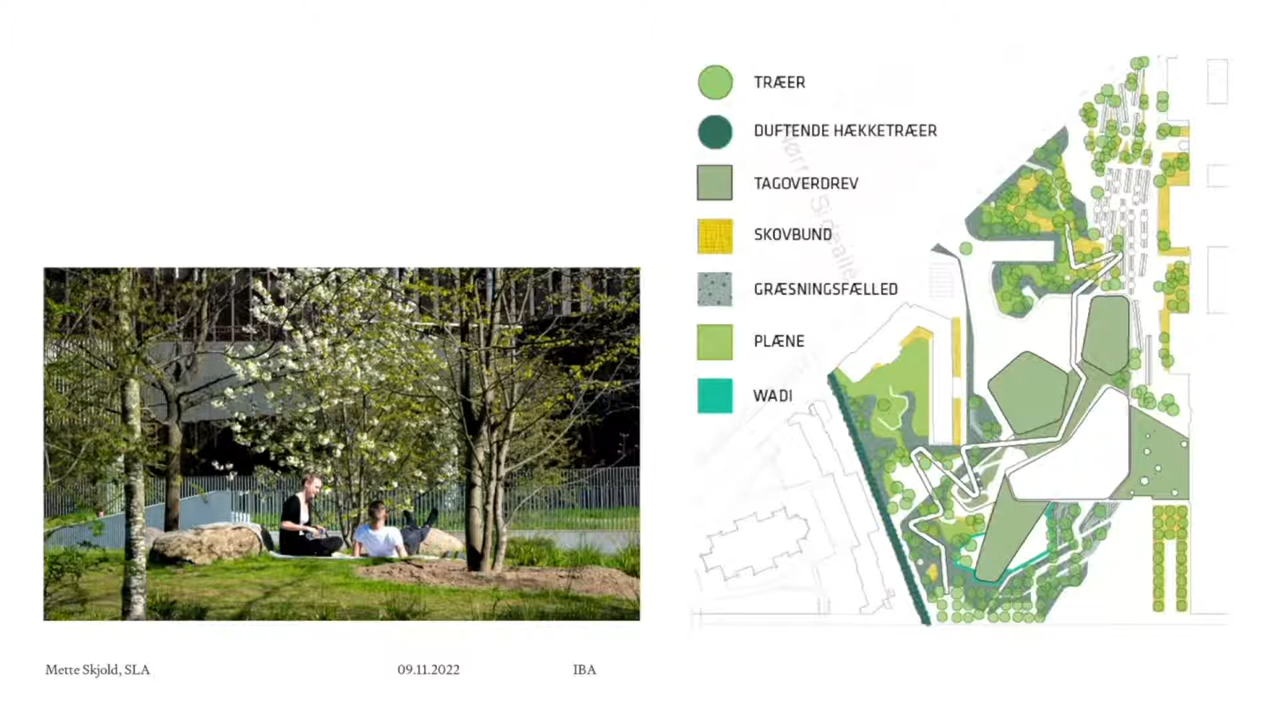 TRÆER
DUFTENDE HÆKKETRÆER
TAGOVERDREV
SKOVBUND
GRÆSNINGSFÆLLED
PLÆNE
WADI
Mette Skjold, SLA
09.11.2022
IBA